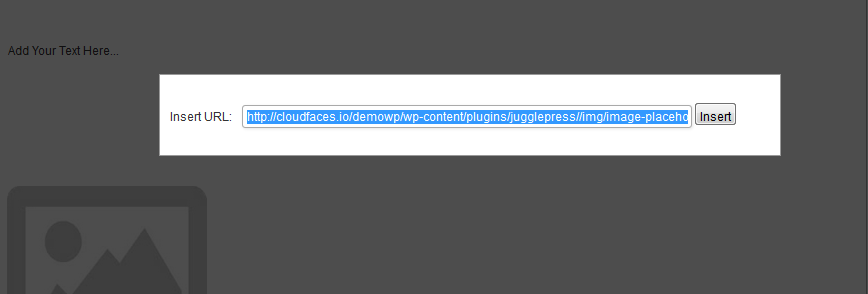 Add Your Text Here...
Insert URL: http://cloudfaces.io/demowp/wp-content/plugins/jugglepress//img/image-placeho Insert